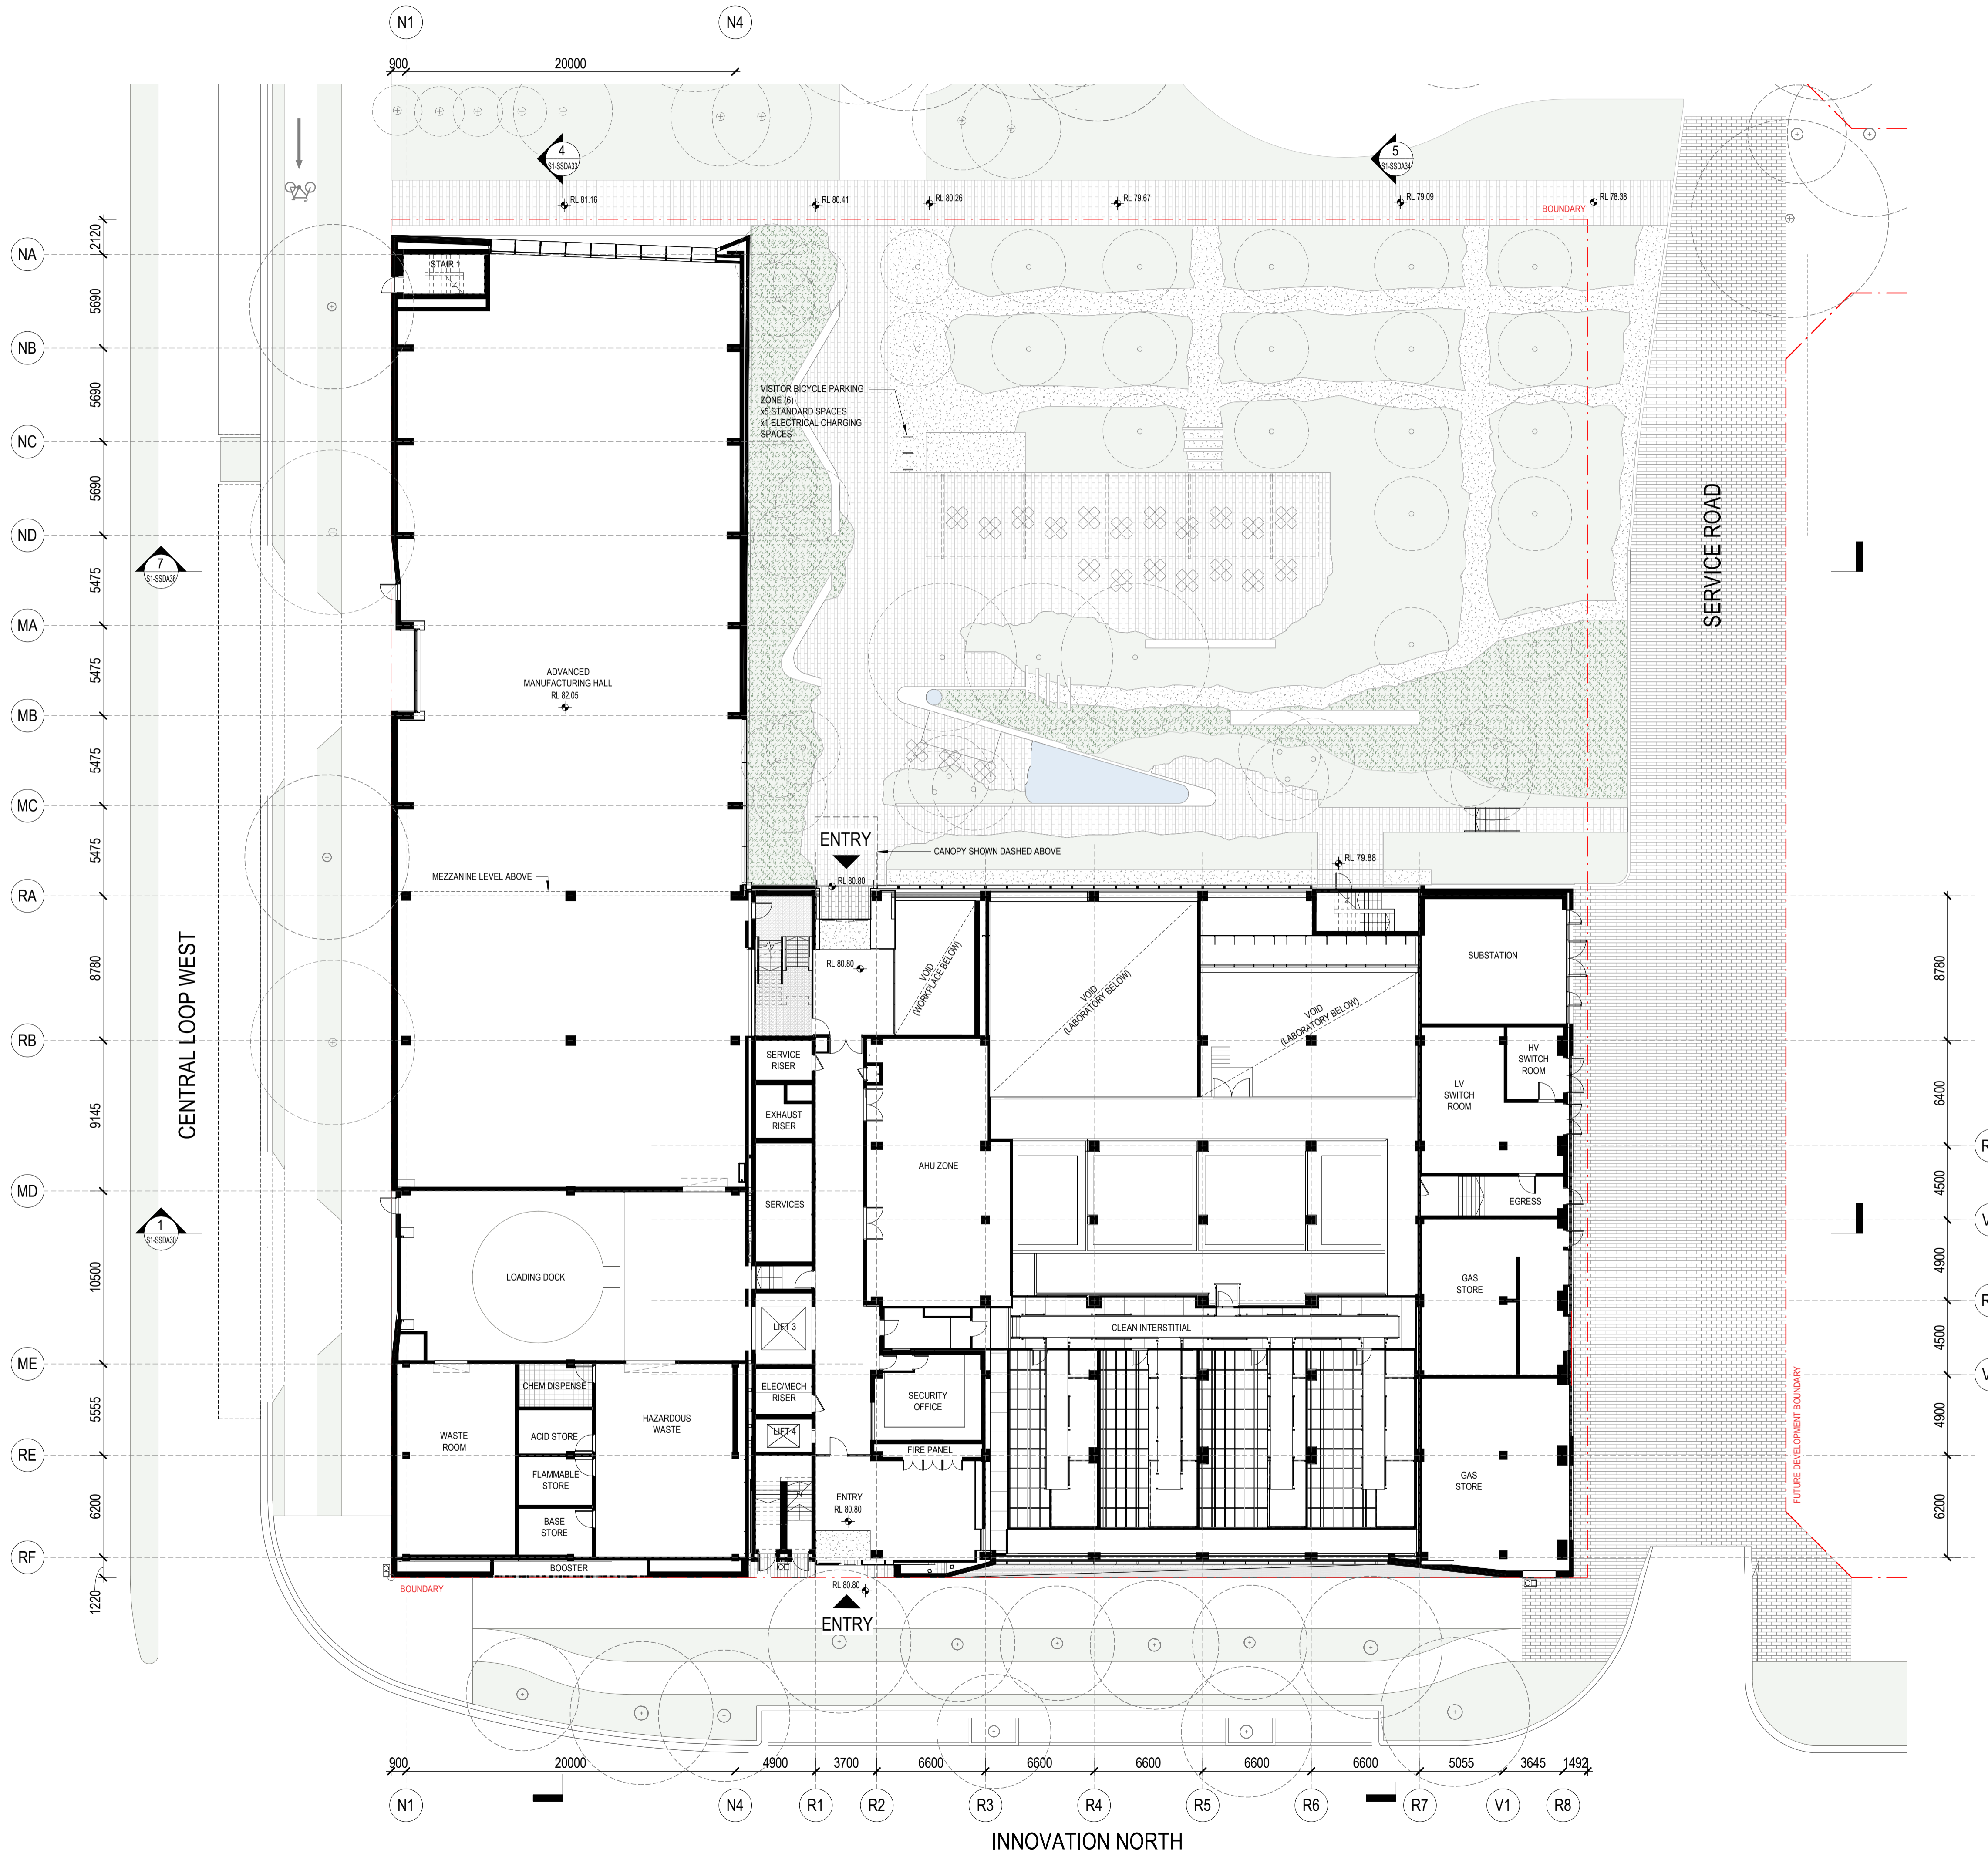 N1
N4
900
20000
4
S1-SSDA33
5
S1-SSDA34
RL 81.16
RL 80.41
RL 80.26
RL 79.67
RL 79.09
RL 78.38
BOUNDARY
2120
NA
STAIR 1
5690
NB
5690
VISITOR BICYCLE PARKING
ZONE (6)
x5 STANDARD SPACES
x1 ELECTRICAL CHARGING
SPACES
NC
5690
SERVICE ROAD
ND
7
S1-SSDA36
5475
MA
ADVANCED
MANUFACTURING HALL
RL 82.05
5475
MB
5475
MC
5475
ENTRY
CANOPY SHOWN DASHED ABOVE
RL 79.88
MEZZANINE LEVEL ABOVE
RL 80.80
RA
CENTRAL LOOP WEST
8780
RL 80.80
VOID
(WORKPLACE BELOW)
VOID
(LABORATORY BELOW)
VOID
(LABORATORY BELOW)
SUBSTATION
8780
RB
SERVICE
RISER
HV
SWITCH
ROOM
LV
SWITCH
ROOM
6400
9145
EXHAUST
RISER
AHU ZONE
MD
SERVICES
EGRESS
4500
1
S1-SSDA30
10500
LOADING DOCK
GAS
STORE
4900
LIFT 3
CLEAN INTERSTITIAL
4500
ME
CHEM DISPENSE
ELEC/MECH
RISER
SECURITY
OFFICE
5555
WASTE
ROOM
ACID STORE
HAZARDOUS
WASTE
LIFT 4
4900
FIRE PANEL
RE
FLAMMABLE
STORE
GAS
STORE
FUTURE DEVELOPMENT BOUNDARY
6200
BASE
STORE
ENTRY
RL 80.80
6200
RF
BOOSTER
BOUNDARY
1220
RL 80.80
ENTRY
900
20000
4900
3700
6600
6600
6600
6600
6600
5055
3645
1492
N1
N4
R1
R2
R3
R4
R5
R6
R7
V1
R8
INNOVATION NORTH